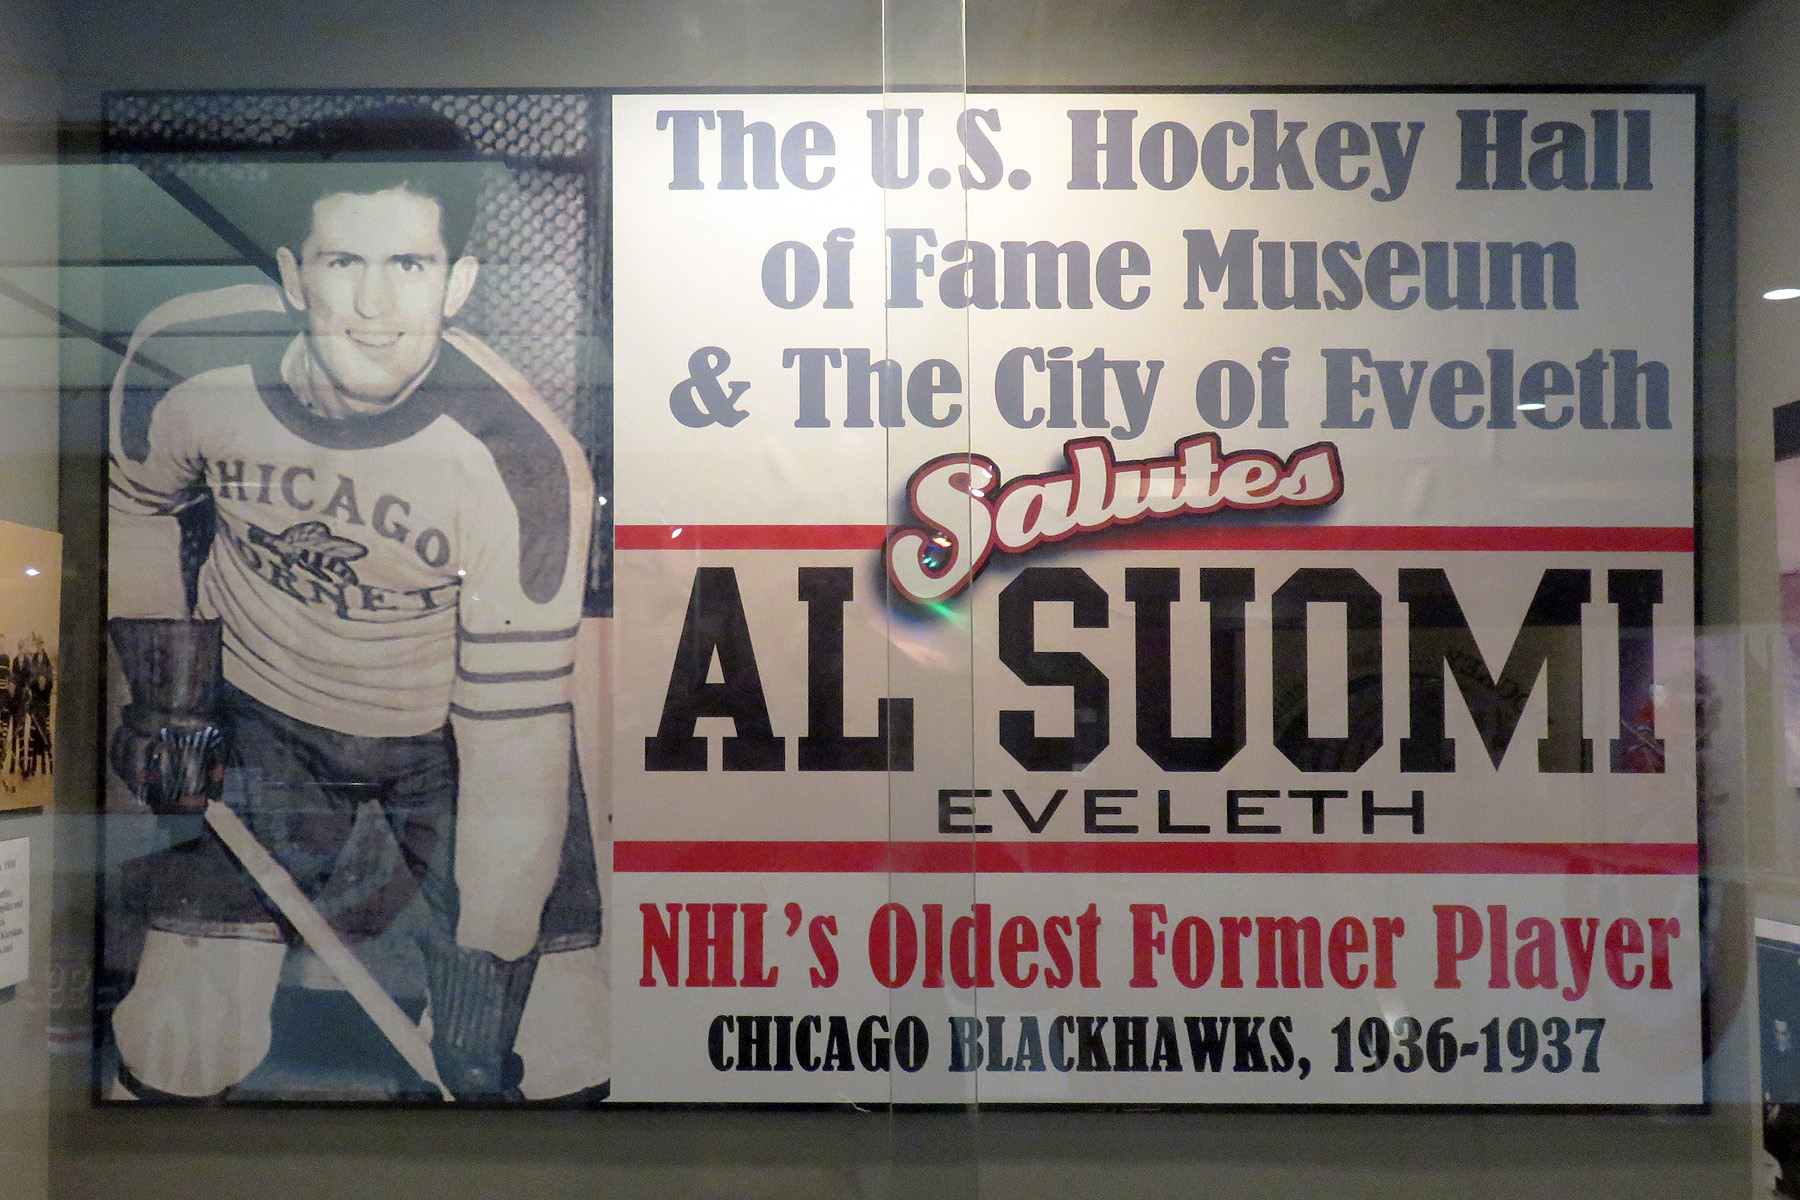 The U.S. Hockey Hall
of Fame Museum
& The City of Eveleth
Salutes
AL SUOMI
EVELETH
NHL's Oldest Former Player
CHICAGO BLACKHAWKS, 1936-1937
CHICAGO
HORNET